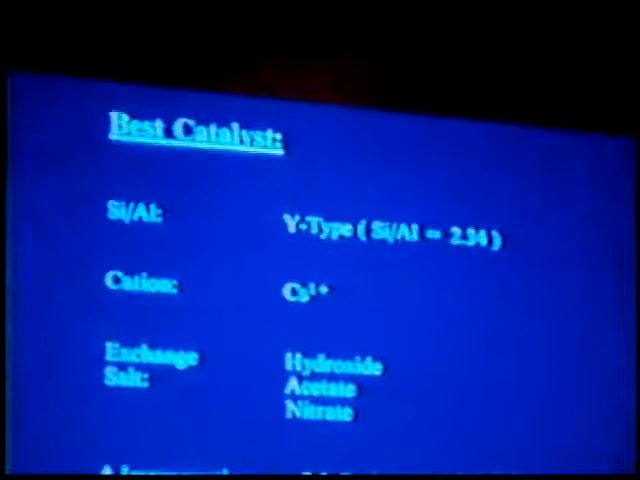 Best Catalyst:
Si/Al: Y-Type ( Si/Al = 2.34 )
Cation: Cs1+
Exchange Hydroxide
Salt: Acetate
Nitrate